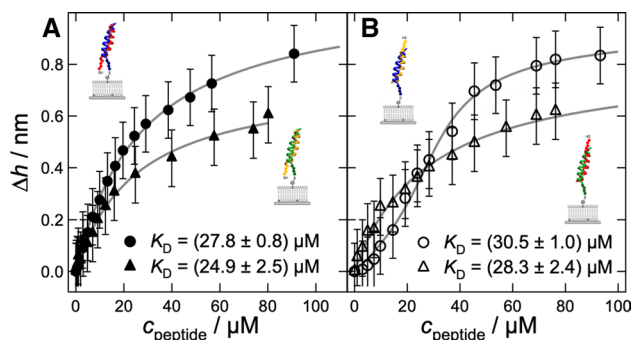 A
B
Δh / nm
0.8
0.6
0.4
0.2
0.0
K_D = (27.8 ± 0.8) µM
K_D = (24.9 ± 2.5) µM
K_D = (30.5 ± 1.0) µM
K_D = (28.3 ± 2.4) µM
0 20 40 60 80 100
0 20 40 60 80 100
c_peptide / µM
c_peptide / µM